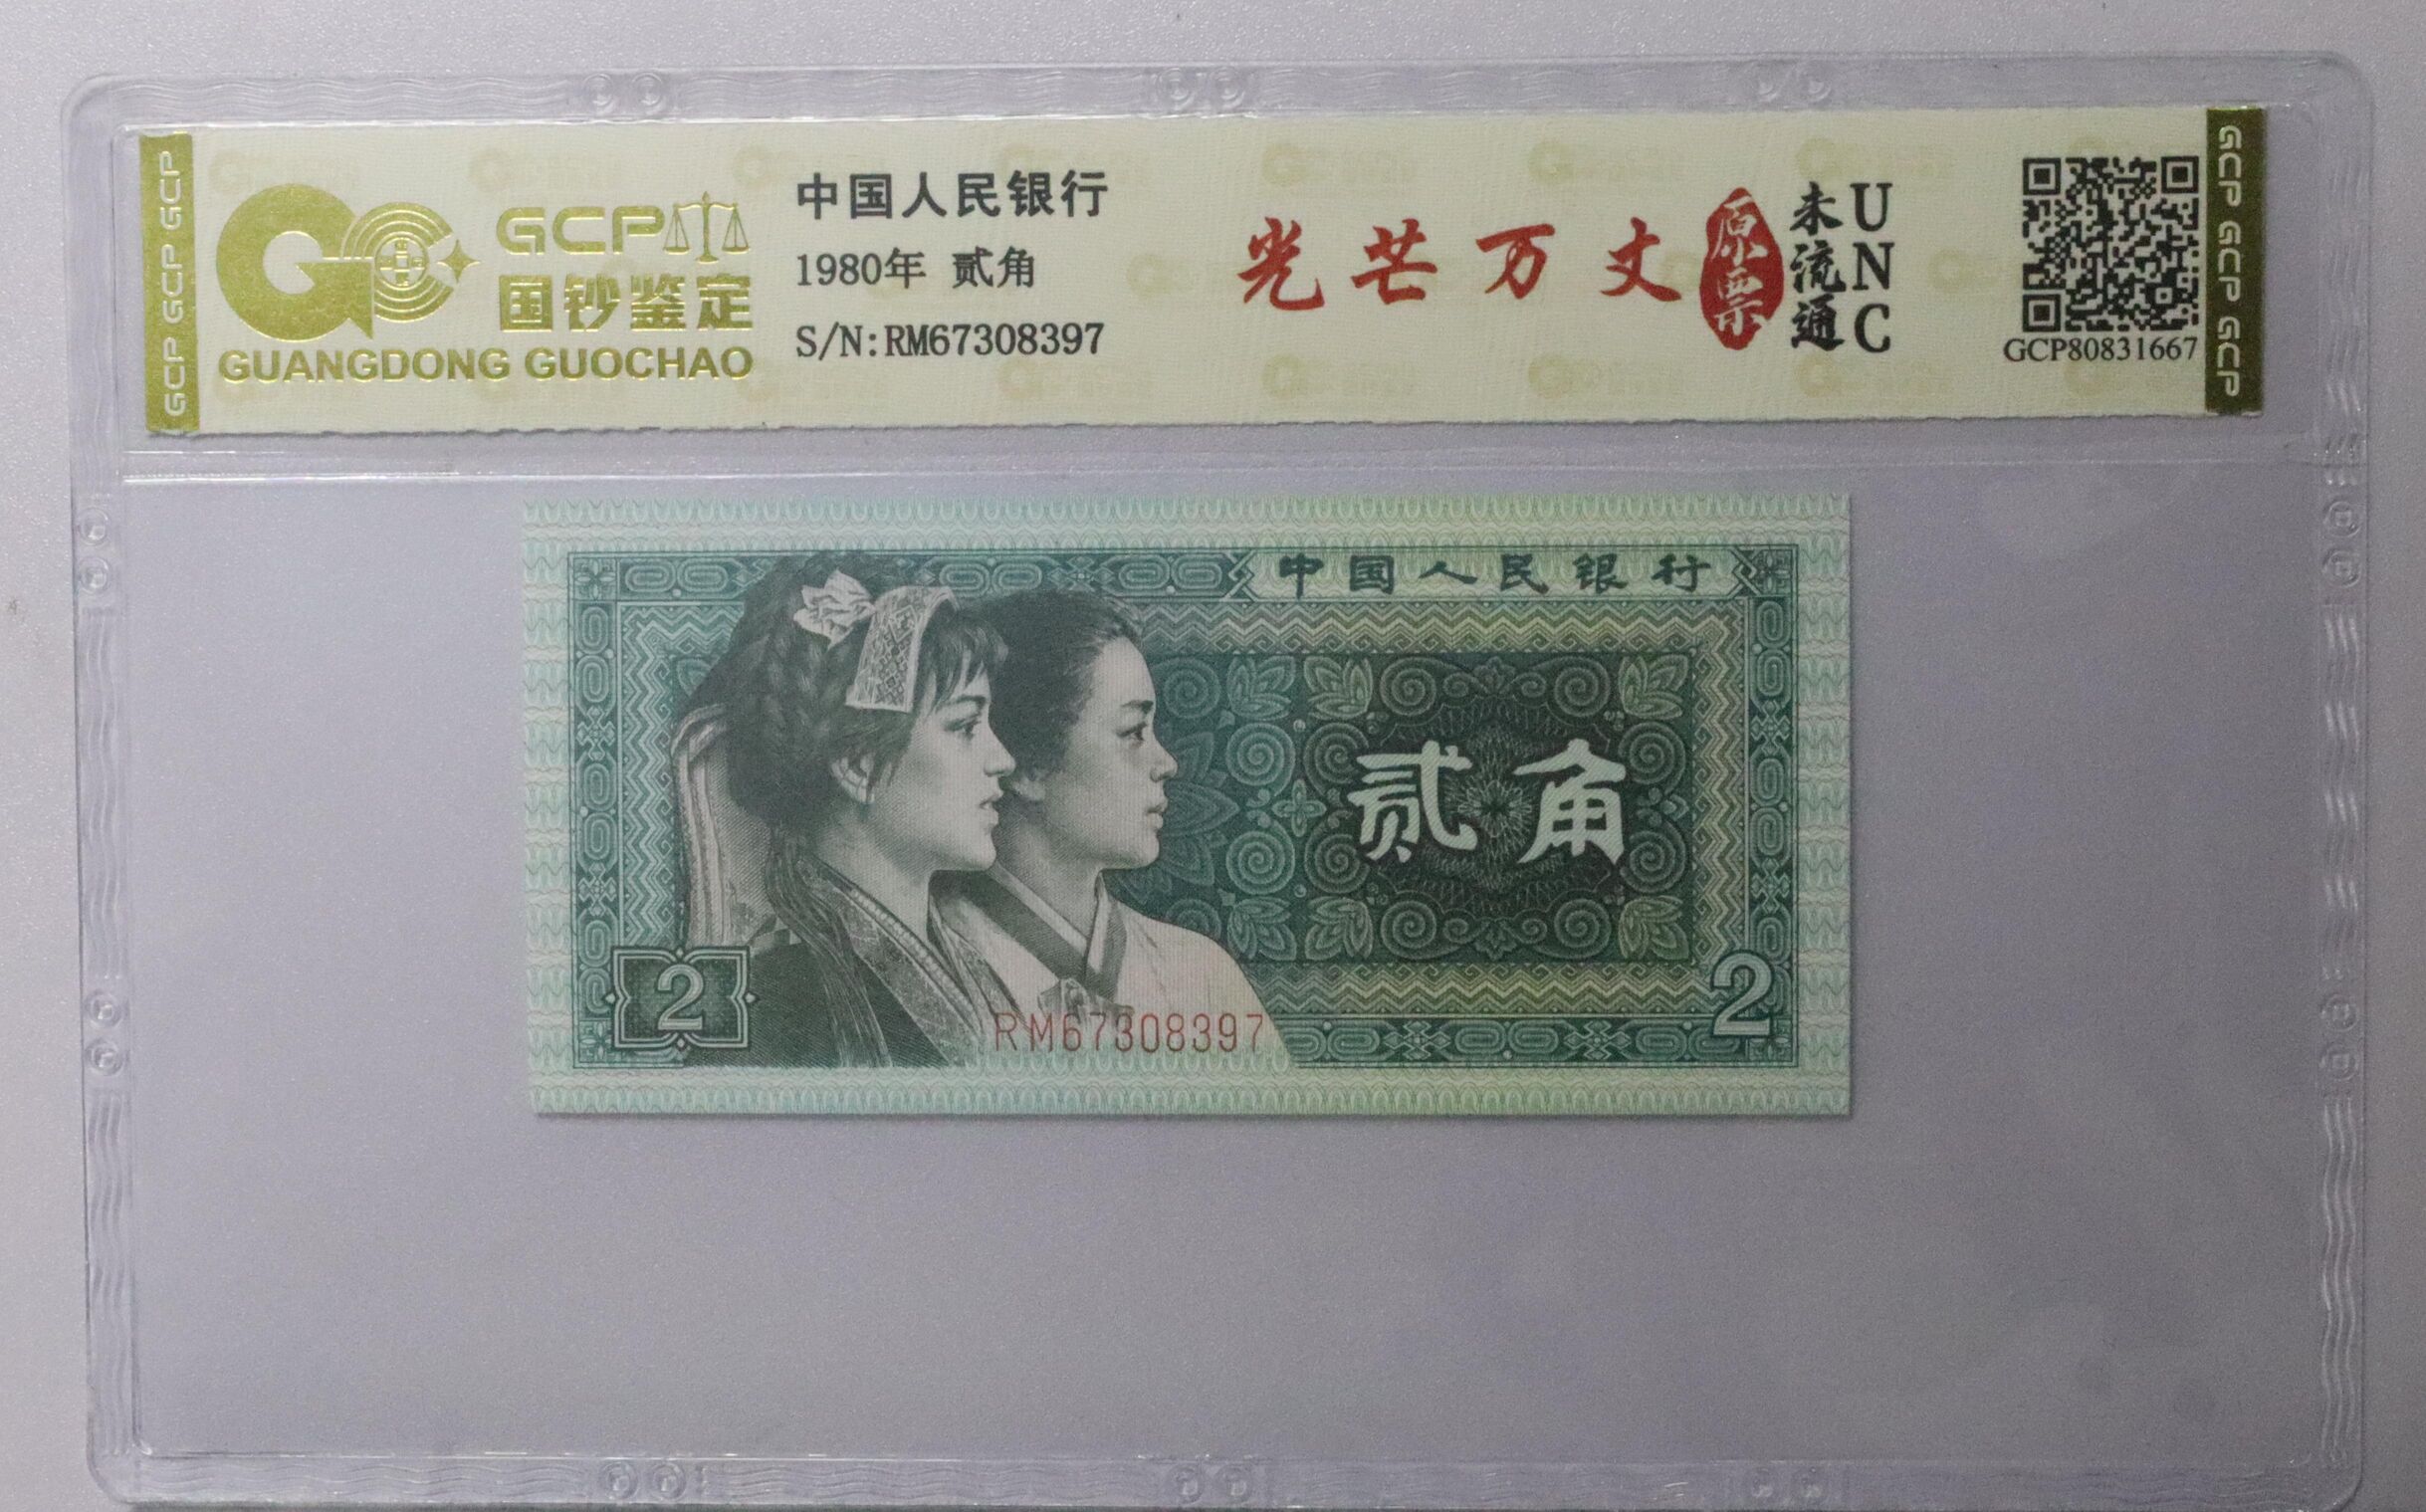 GCP GCP GCP
GCP
国钞鉴定
GUANGDONG GUOCHAO
中国人民银行
1980年 贰角
S/N:RM67308397
光芒万丈
原票
未流通
UNC
GCP80831667
GCP GCP GCP
中国人民银行
贰角
2
RM67308397
2